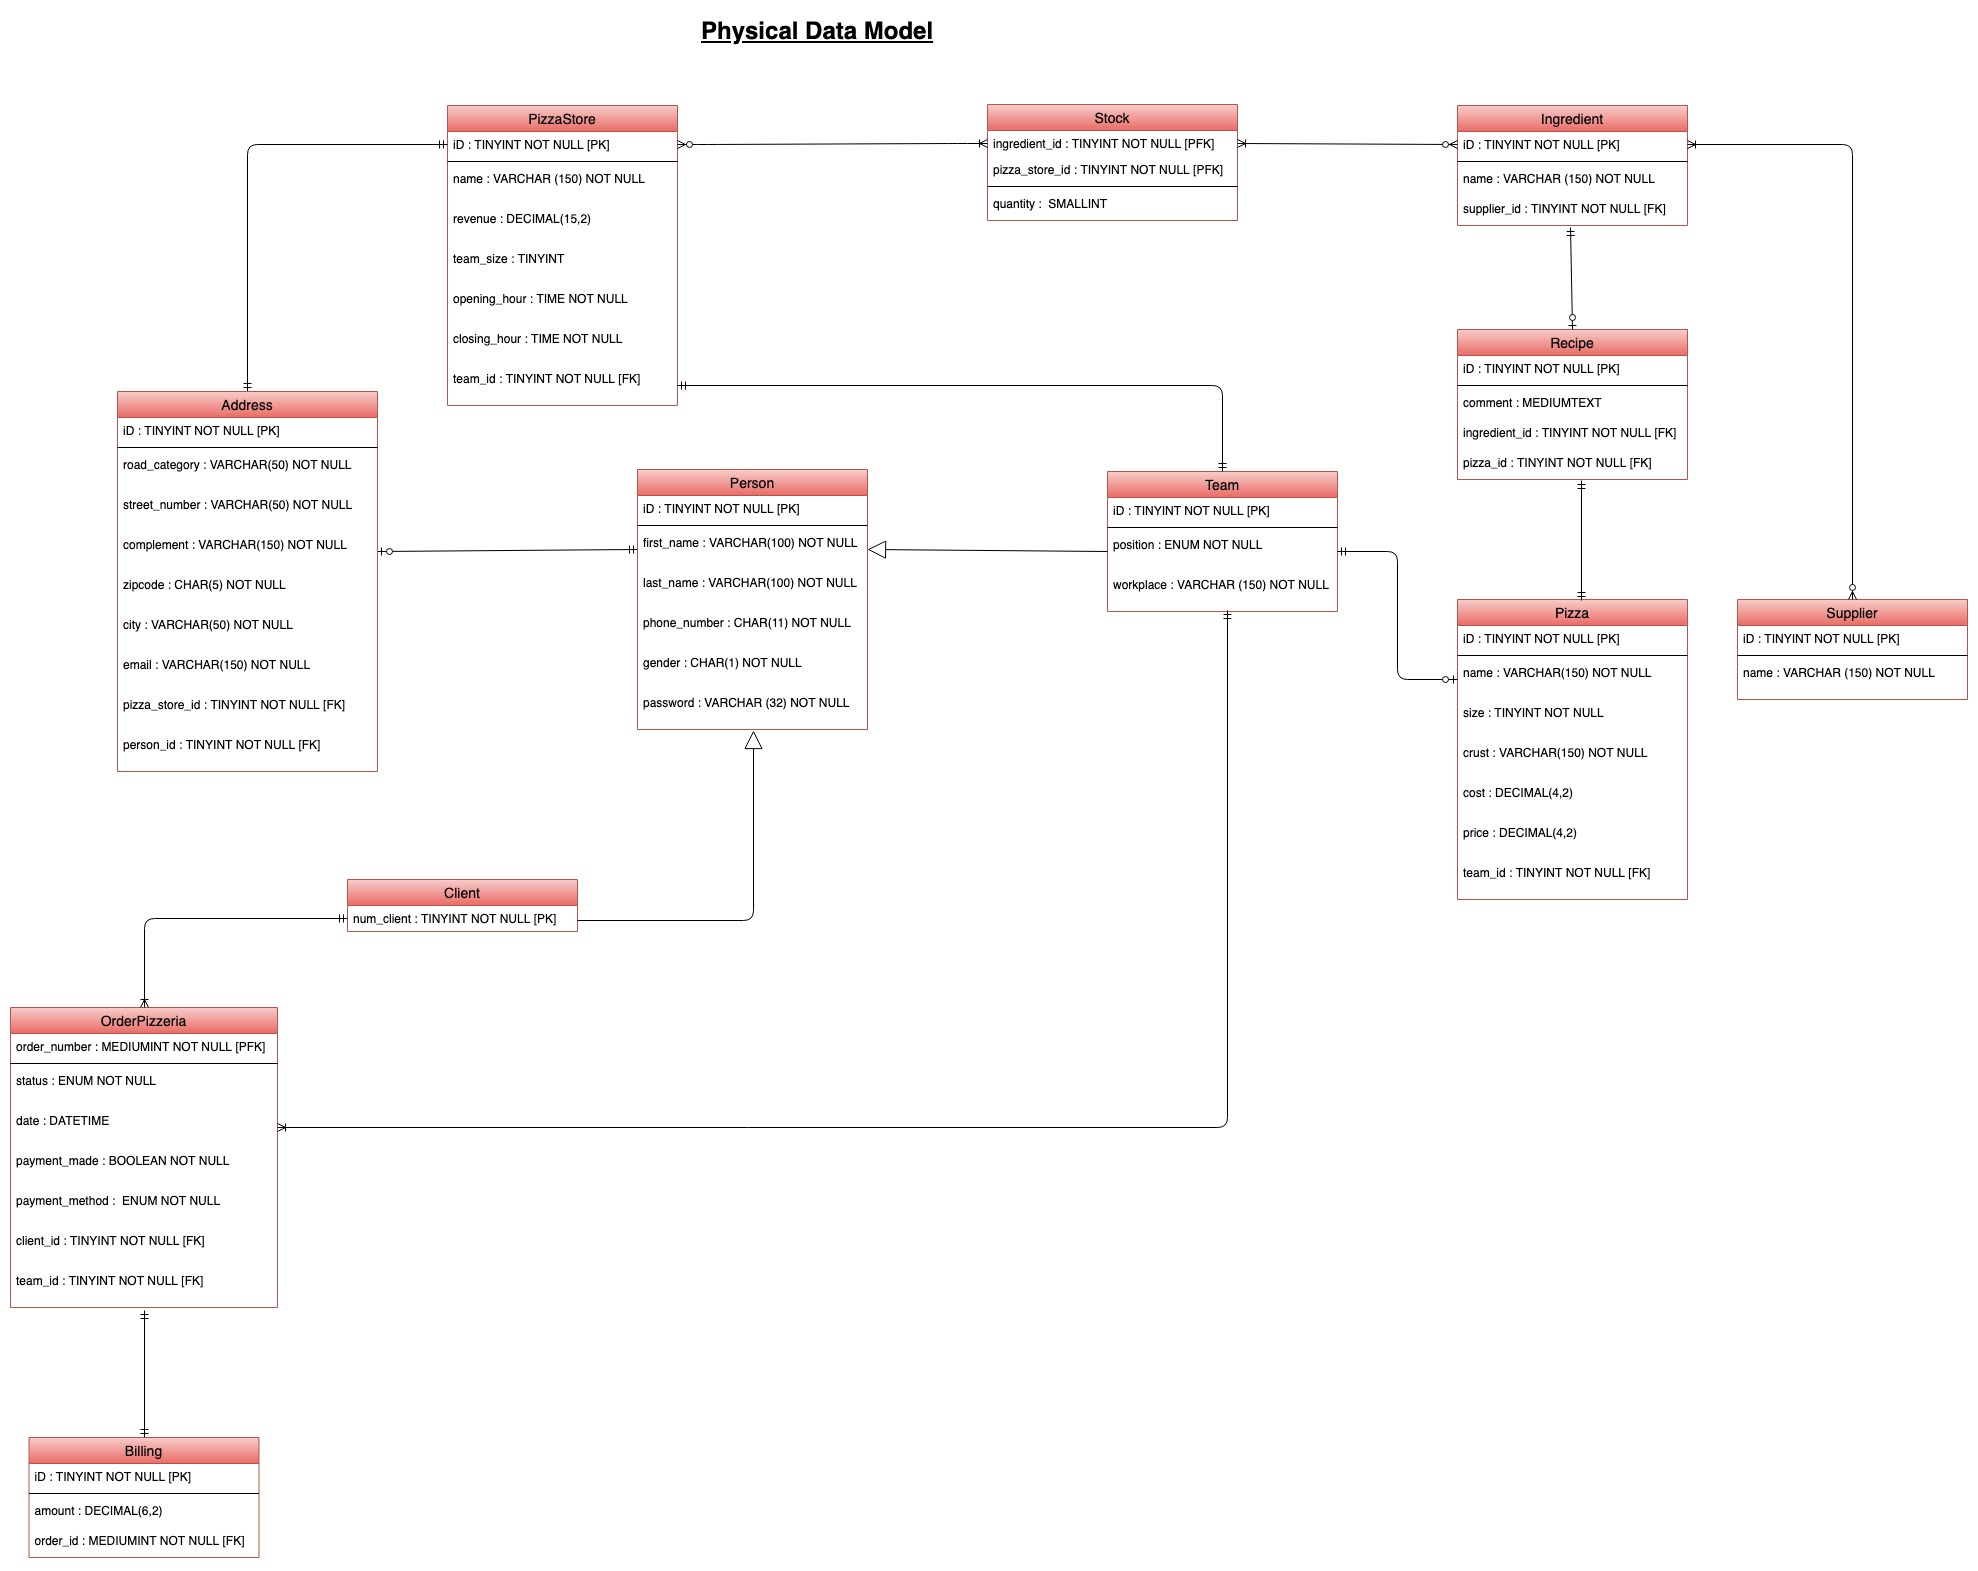 Physical Data Model
PizzaStore
iD : TINYINT NOT NULL [PK]
name : VARCHAR (150) NOT NULL
revenue : DECIMAL(15,2)
team_size : TINYINT
opening_hour : TIME NOT NULL
closing_hour : TIME NOT NULL
team_id : TINYINT NOT NULL [FK]
Stock
ingredient_id : TINYINT NOT NULL [PFK]
pizza_store_id : TINYINT NOT NULL [PFK]
quantity :  SMALLINT
Ingredient
iD : TINYINT NOT NULL [PK]
name : VARCHAR (150) NOT NULL
supplier_id : TINYINT NOT NULL [FK]
Recipe
iD : TINYINT NOT NULL [PK]
comment : MEDIUMTEXT
ingredient_id : TINYINT NOT NULL [FK]
pizza_id : TINYINT NOT NULL [FK]
Address
iD : TINYINT NOT NULL [PK]
road_category : VARCHAR(50) NOT NULL
street_number : VARCHAR(50) NOT NULL
complement : VARCHAR(150) NOT NULL
zipcode : CHAR(5) NOT NULL
city : VARCHAR(50) NOT NULL
email : VARCHAR(150) NOT NULL
pizza_store_id : TINYINT NOT NULL [FK]
person_id : TINYINT NOT NULL [FK]
Person
iD : TINYINT NOT NULL [PK]
first_name : VARCHAR(100) NOT NULL
last_name : VARCHAR(100) NOT NULL
phone_number : CHAR(11) NOT NULL
gender : CHAR(1) NOT NULL
password : VARCHAR (32) NOT NULL
Team
iD : TINYINT NOT NULL [PK]
position : ENUM NOT NULL
workplace : VARCHAR (150) NOT NULL
Pizza
iD : TINYINT NOT NULL [PK]
name : VARCHAR(150) NOT NULL
size : TINYINT NOT NULL
crust : VARCHAR(150) NOT NULL
cost : DECIMAL(4,2)
price : DECIMAL(4,2)
team_id : TINYINT NOT NULL [FK]
Supplier
iD : TINYINT NOT NULL [PK]
name : VARCHAR (150) NOT NULL
Client
num_client : TINYINT NOT NULL [PK]
OrderPizzeria
order_number : MEDIUMINT NOT NULL [PFK]
status : ENUM NOT NULL
date : DATETIME
payment_made : BOOLEAN NOT NULL
payment_method :  ENUM NOT NULL
client_id : TINYINT NOT NULL [FK]
team_id : TINYINT NOT NULL [FK]
Billing
iD : TINYINT NOT NULL [PK]
amount : DECIMAL(6,2)
order_id : MEDIUMINT NOT NULL [FK]